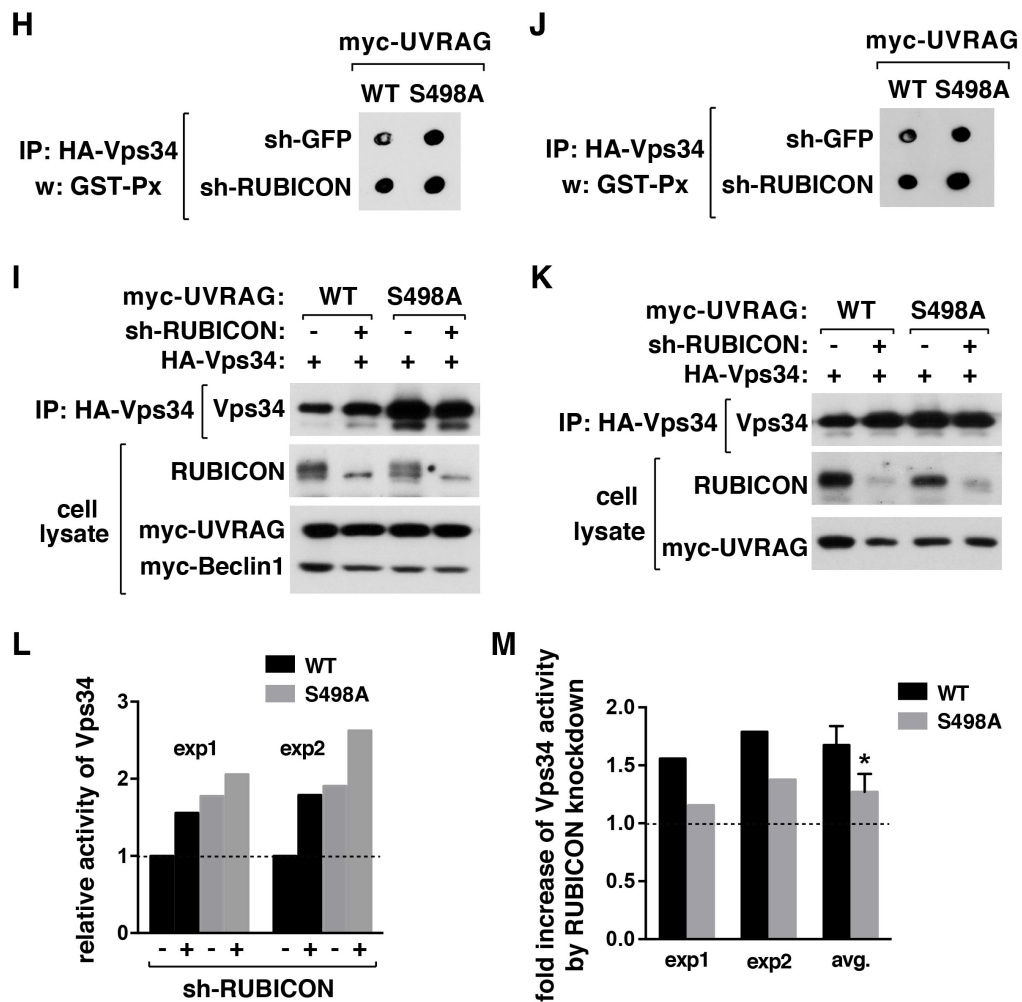 H
myc-UVRAG
WT S498A
IP: HA-Vps34
w: GST-Px
sh-GFP
sh-RUBICON
J
myc-UVRAG
WT S498A
IP: HA-Vps34
w: GST-Px
sh-GFP
sh-RUBICON
I
myc-UVRAG: WT S498A
sh-RUBICON: - + - +
HA-Vps34: + + + +
IP: HA-Vps34 Vps34
cell
lysate
RUBICON
myc-UVRAG
myc-Beclin1
K
myc-UVRAG: WT S498A
sh-RUBICON: - + - +
HA-Vps34: + + + +
IP: HA-Vps34 Vps34
cell
lysate
RUBICON
myc-UVRAG
L
WT
S498A
relative activity of Vps34
3
2
1
0
exp1 exp2
- + - + - + - +
sh-RUBICON
M
WT
S498A
fold increase of Vps34 activity
by RUBICON knockdown
2.0
1.5
1.0
0.5
0.0
*
exp1 exp2 avg.